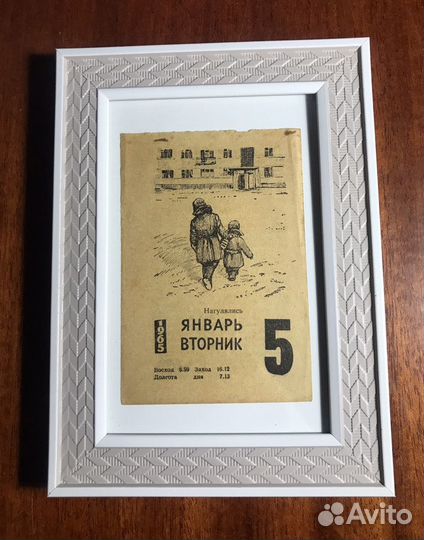 Нагулялись
1965
ЯНВАРЬ
ВТОРНИК
5
Восход 8.59 Заход 16.12
Долгота дня 7.13
Avito